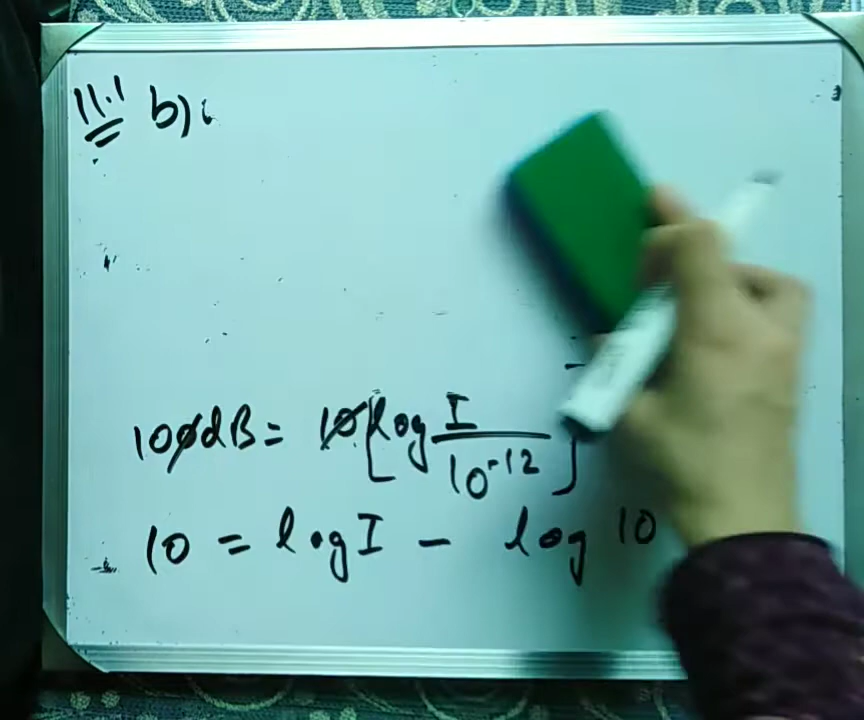 11.1 b)
100dB = 10[log I/10^-12]
10 = log I - log 10